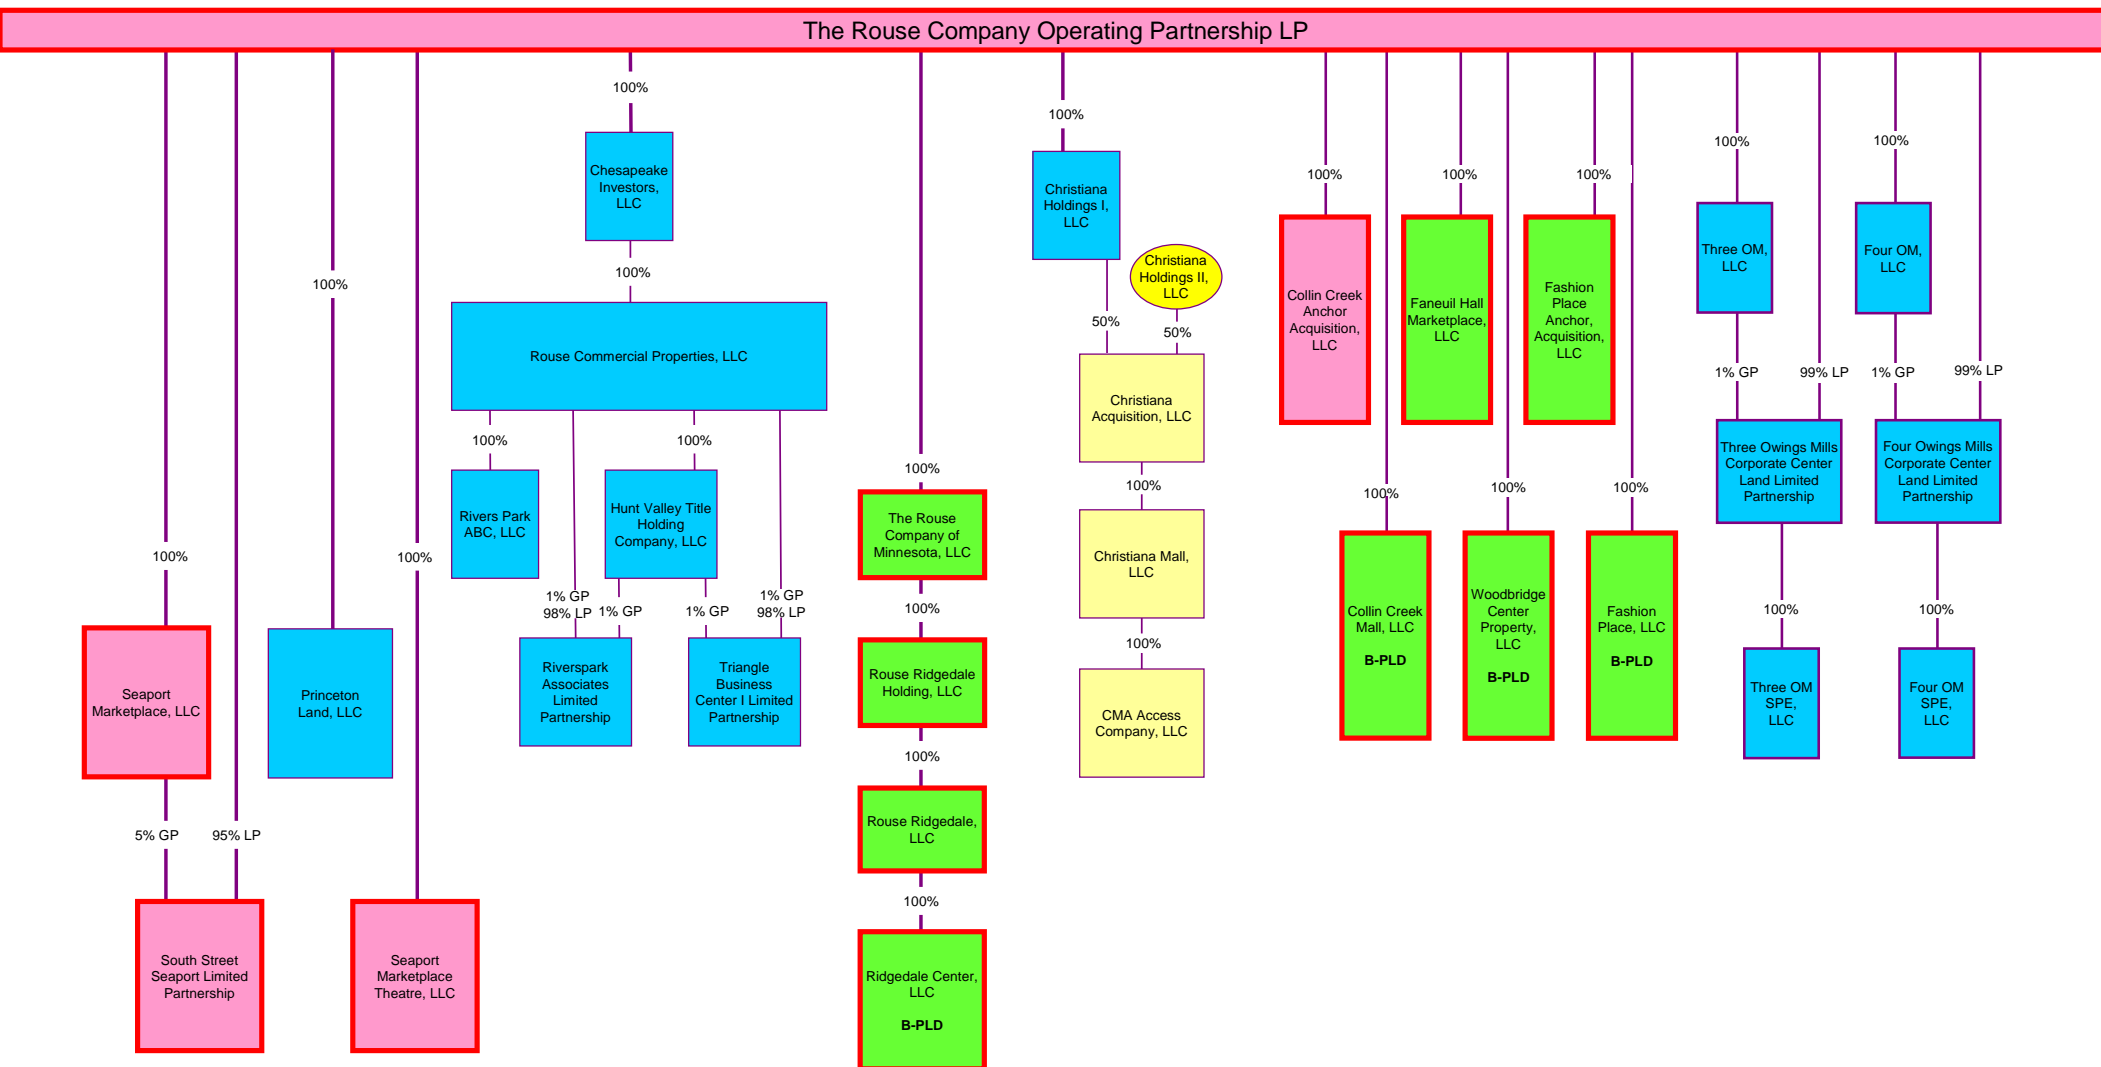 The Rouse Company Operating Partnership LP
100%
100%
100%
100%
100%
Chesapeake
Investors,
LLC
100%
Rouse Commercial Properties, LLC
100%
100%
Rivers Park
ABC, LLC
Hunt Valley Title
Holding
Company, LLC
1% GP
98% LP
1% GP
1% GP
1% GP
98% LP
Riverspark
Associates
Limited
Partnership
Triangle
Business
Center I Limited
Partnership
Seaport
Marketplace, LLC
Princeton
Land, LLC
5% GP
95% LP
South Street
Seaport Limited
Partnership
Seaport
Marketplace
Theatre, LLC
100%
The Rouse
Company of
Minnesota, LLC
100%
Rouse Ridgedale
Holding, LLC
100%
Rouse Ridgedale,
LLC
100%
Ridgedale Center,
LLC
B-PLD
Christiana
Holdings I,
LLC
Christiana
Holdings II,
LLC
50%
50%
Christiana
Acquisition, LLC
100%
Christiana Mall,
LLC
100%
CMA Access
Company, LLC
100%
100%
100%
Collin Creek
Anchor
Acquisition,
LLC
Faneuil Hall
Marketplace,
LLC
Fashion
Place
Anchor,
Acquisition,
LLC
100%
100%
100%
Collin Creek
Mall, LLC
B-PLD
Woodbridge
Center
Property,
LLC
B-PLD
Fashion
Place, LLC
B-PLD
100%
100%
Three OM,
LLC
Four OM,
LLC
1% GP
99% LP
1% GP
99% LP
Three Owings Mills
Corporate Center
Land Limited
Partnership
Four Owings Mills
Corporate Center
Land Limited
Partnership
100%
100%
Three OM
SPE,
LLC
Four OM
SPE,
LLC